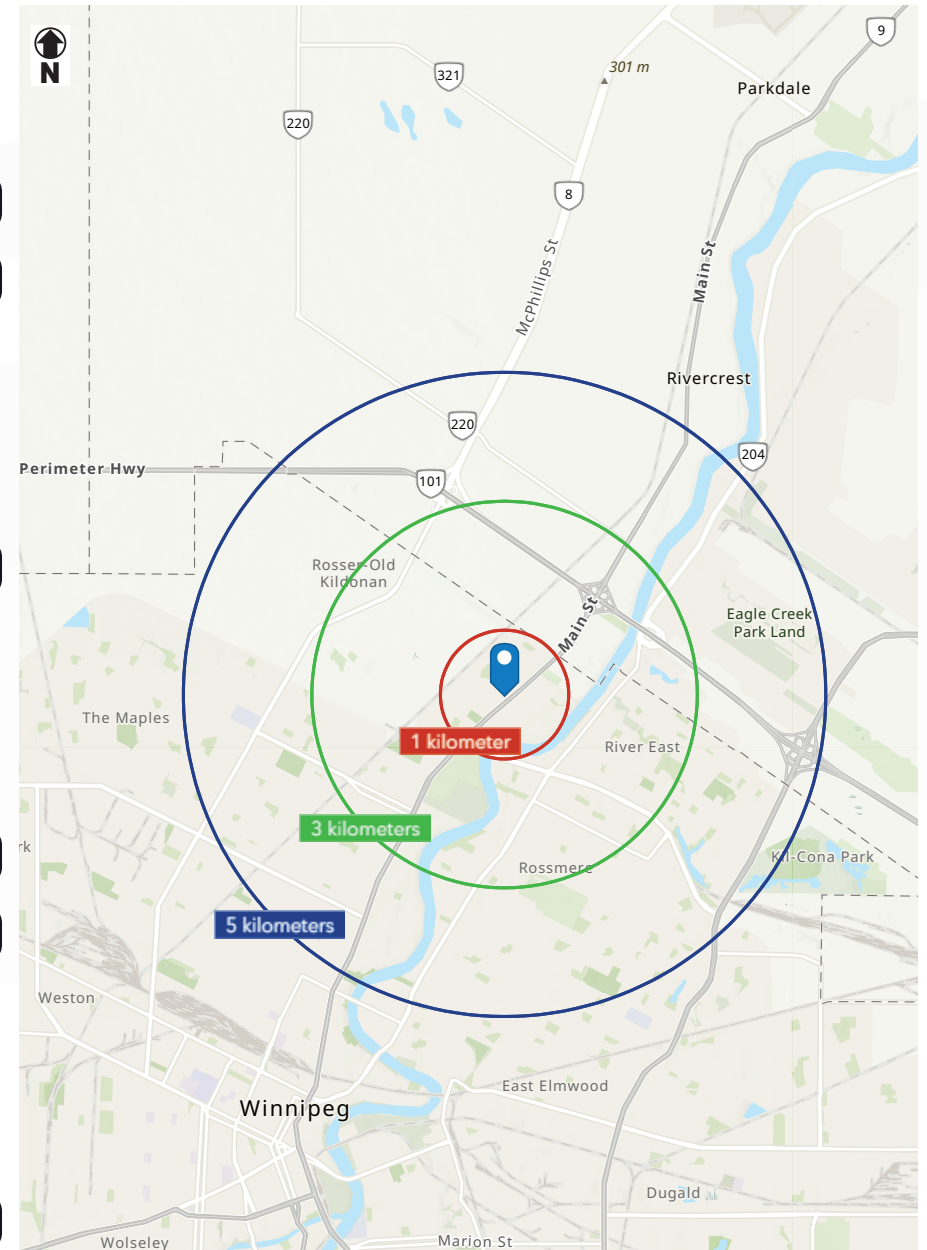 9
301 m
321
Parkdale
N
220
8
McPhillips St
Main St
Rivercrest
220
204
Perimeter Hwy
101
Rosser-Old
Kildonan
Main St
Eagle Creek
Park Land
The Maples
1 kilometer
River East
3 kilometers
rk
Kil-Cona Park
Rossmere
5 kilometers
Weston
East Elmwood
Winnipeg
Dugald
Wolseley
Marion St